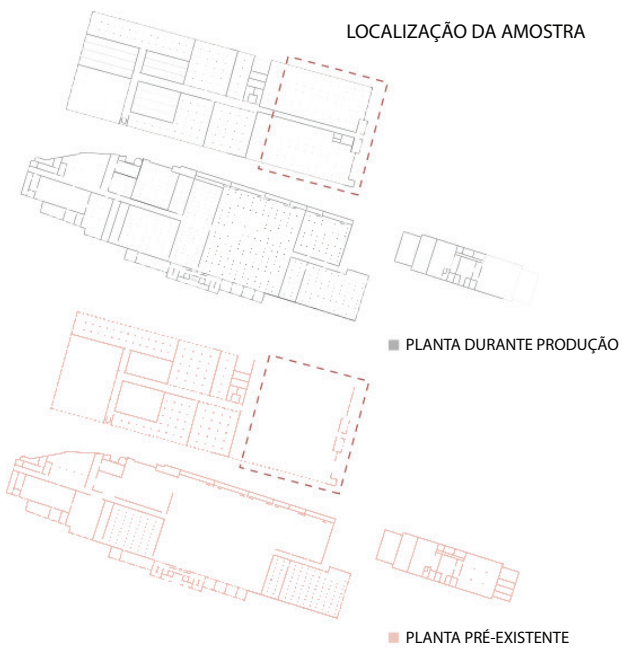 LOCALIZAÇÃO DA AMOSTRA
PLANTA DURANTE PRODUÇÃO
PLANTA PRÉ-EXISTENTE